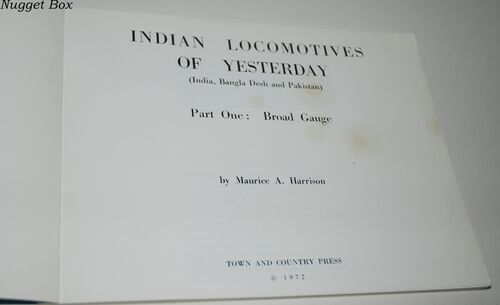 Nugget Box
INDIAN LOCOMOTIVES
OF YESTERDAY
(India, Bangla Desh and Pakistan)
Part One: Broad Gauge
by Maurice A. Harrison
TOWN AND COUNTRY PRESS
© 1972